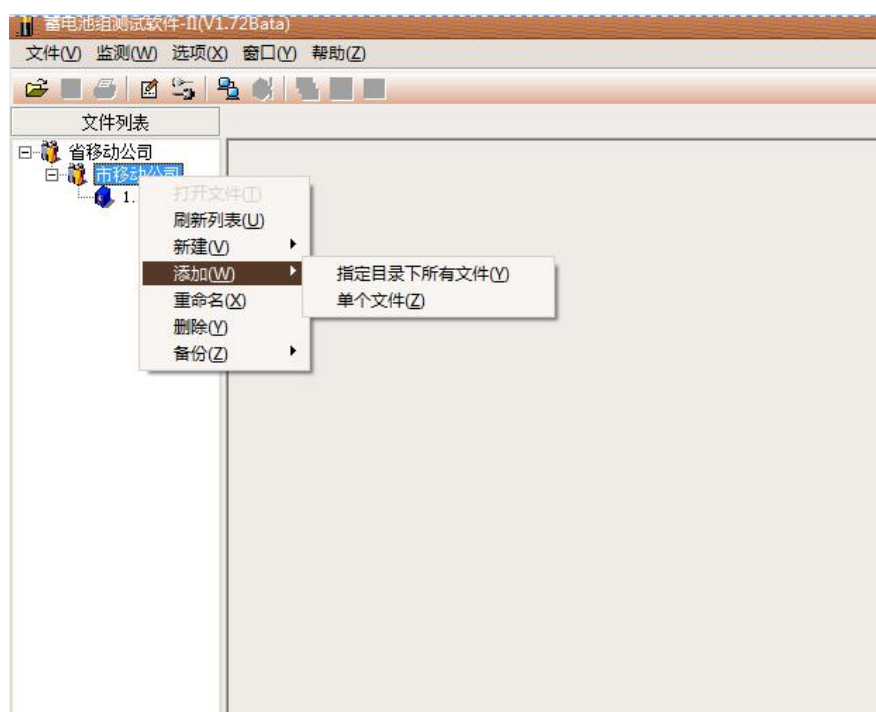 蓄电池组测试软件-II(V1.72Bata)
文件(V) 监测(W) 选项(X) 窗口(Y) 帮助(Z)
文件列表
省移动公司
市移动公司
1.
打开文件(T)
刷新列表(U)
新建(V)
添加(W)
指定目录下所有文件(Y)
重命名(X)
单个文件(Z)
删除(Y)
备份(Z)